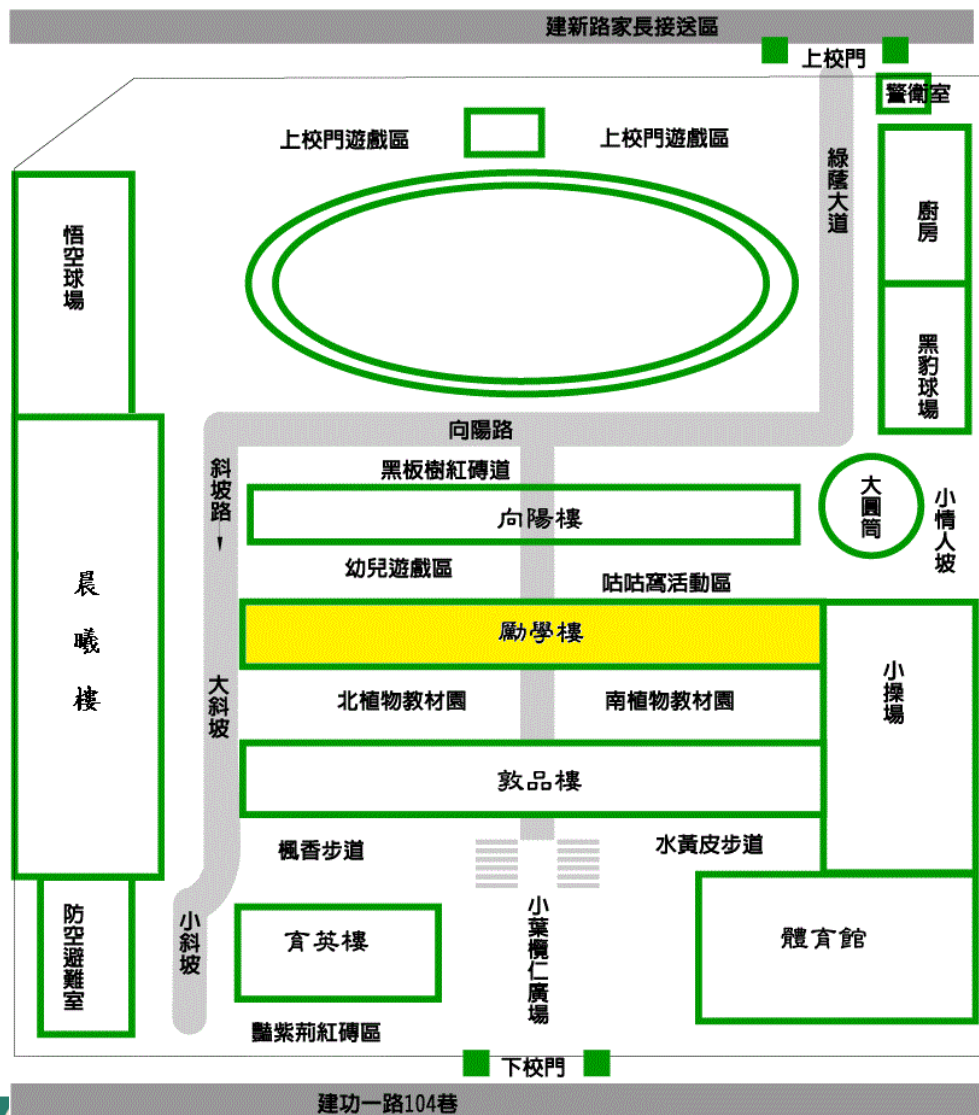 建新路家長接送區
上校門
警衛室
上校門遊戲區
上校門遊戲區
綠蔭大道
廚房
悟空球場
黑豹球場
向陽路
黑板樹紅磚道
斜坡路→
向陽樓
大圓筒
小情人坡
幼兒遊戲區
咕咕窩活動區
晨曦樓
勵學樓
小操場
大斜坡
北植物教材園
南植物教材園
敦品樓
楓香步道
水黃皮步道
防空避難室
小斜坡
育英樓
小葉欖仁廣場
體育館
豔紫荊紅磚區
下校門
建功一路104巷